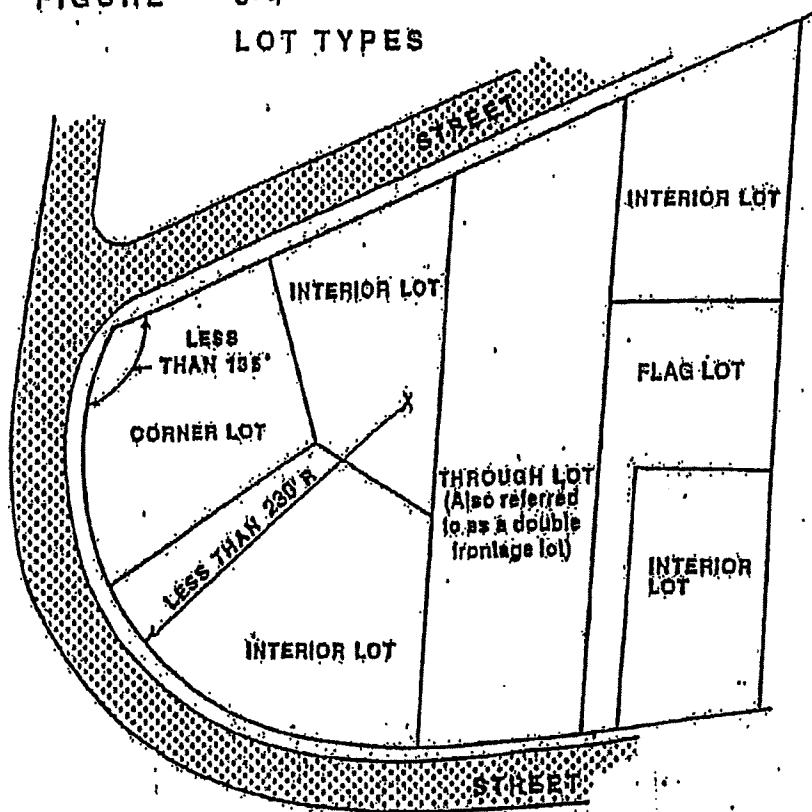 FIGURE
LOT TYPES
STREET
INTERIOR LOT
INTERIOR LOT
LESS
THAN 135°
FLAG LOT
CORNER LOT
X
LESS THAN 230' R
THROUGH LOT
(Also referred
to as a double
frontage lot)
INTERIOR
LOT
INTERIOR LOT
STREET